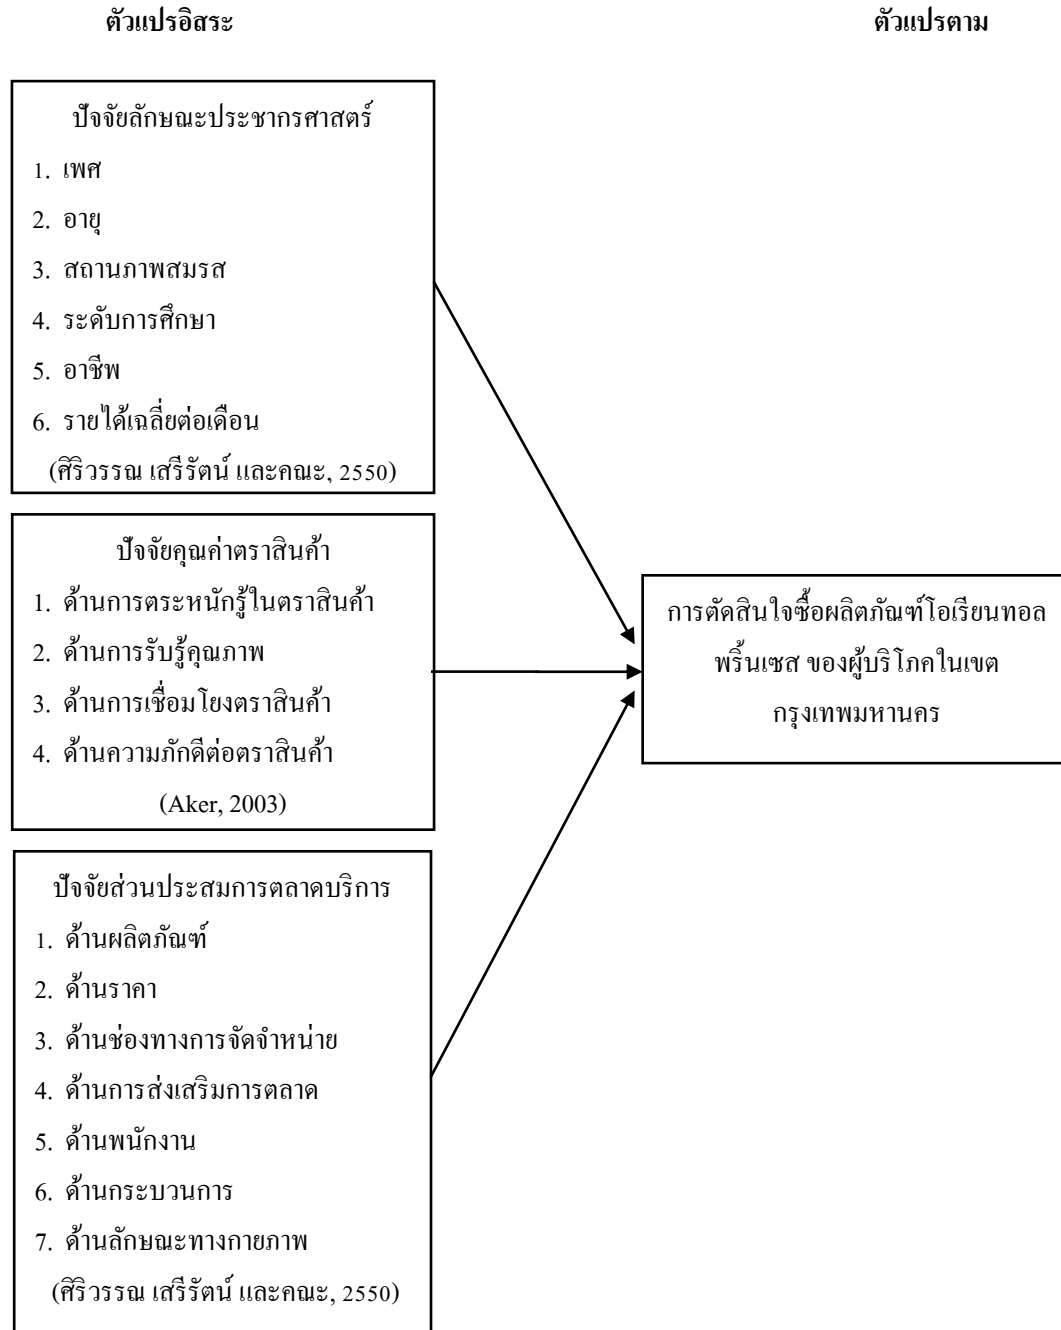 ตัวแปรอิสระ
ตัวแปรตาม
ปัจจัยลักษณะประชากรศาสตร์
1. เพศ
2. อายุ
3. สถานภาพสมรส
4. ระดับการศึกษา
5. อาชีพ
6. รายได้เฉลี่ยต่อเดือน
(ศิริวรรณ เสรีรัตน์ และคณะ, 2550)
ปัจจัยคุณค่าตราสินค้า
1. ด้านการตระหนักรู้ในตราสินค้า
2. ด้านการรับรู้คุณภาพ
3. ด้านการเชื่อมโยงตราสินค้า
4. ด้านความภักดีต่อตราสินค้า
(Aker, 2003)
ปัจจัยส่วนประสมการตลาดบริการ
1. ด้านผลิตภัณฑ์
2. ด้านราคา
3. ด้านช่องทางการจัดจำหน่าย
4. ด้านการส่งเสริมการตลาด
5. ด้านพนักงาน
6. ด้านกระบวนการ
7. ด้านลักษณะทางกายภาพ
(ศิริวรรณ เสรีรัตน์ และคณะ, 2550)
การตัดสินใจซื้อผลิตภัณฑ์โอเรียนทอล
พริ้นเซส ของผู้บริโภคในเขต
กรุงเทพมหานคร